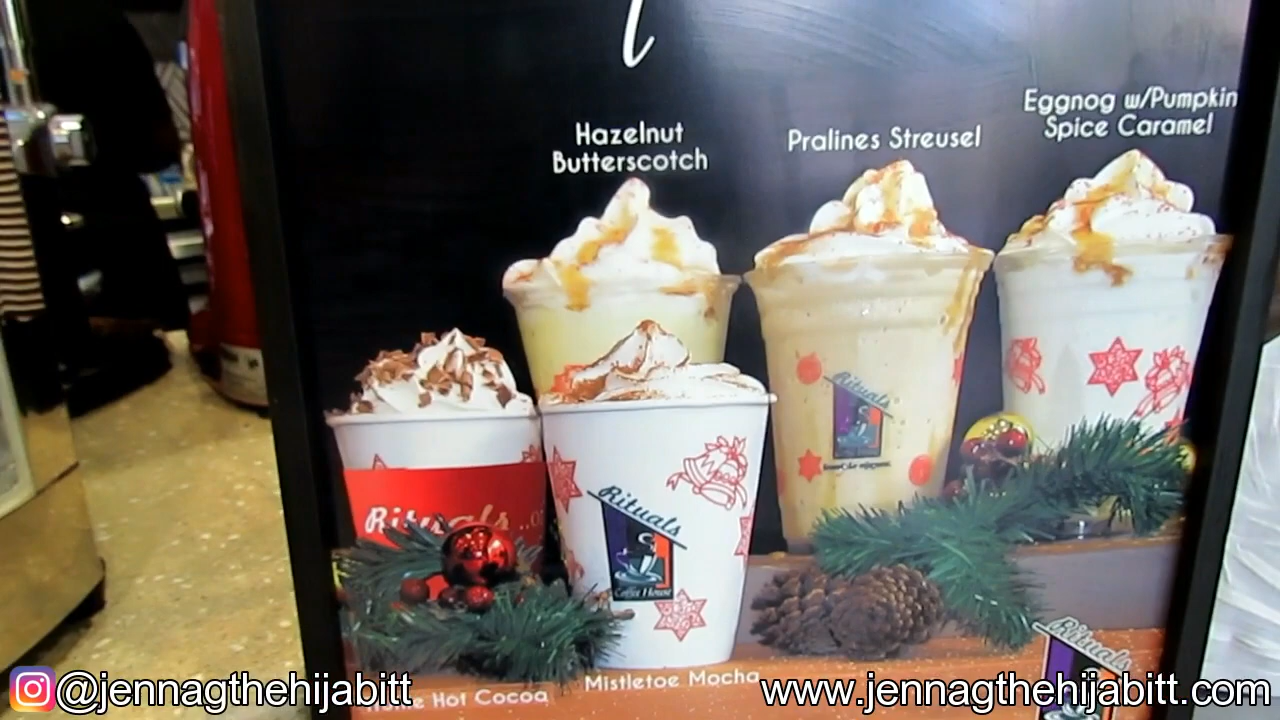 Hazelnut
Butterscotch
Pralines Streusel
Eggnog w/Pumpkin
Spice Caramel
Rituals
Rituals
Rituals
Coffee House
Hot Cocoa
Mistletoe Mocha
Rituals
@jennagthehijabitt
www.jennagthehijabitt.com